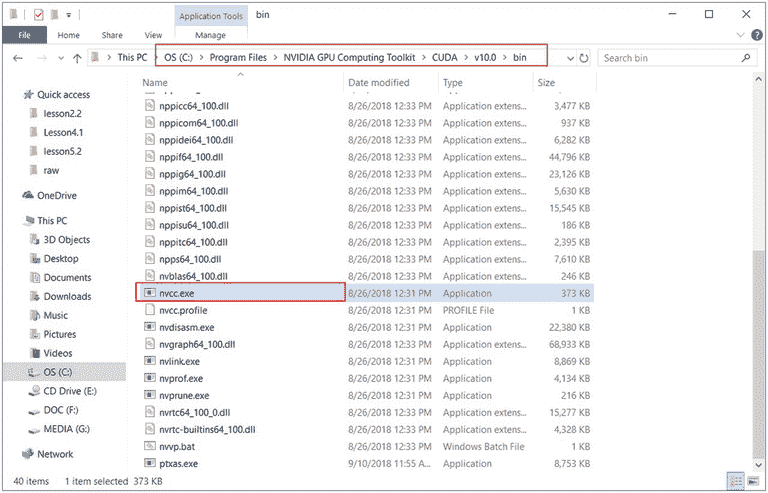 Application Tools bin
File Home Share View Manage
This PC OS (C:) Program Files NVIDIA GPU Computing Toolkit CUDA v10.0 bin Search bin
Name Date modified Type Size
Quick access
lesson2.2
Lesson4.1
lesson5.2
raw
OneDrive
This PC
3D Objects
Desktop
Documents
Downloads
Music
Pictures
Videos
OS (C:)
CD Drive (E:)
DOC (F:)
MEDIA (G:)
Network
nppicc64_100.dll 8/26/2018 12:33 PM Application extens... 3,477 KB
nppicom64_100.dll 8/26/2018 12:33 PM Application extens... 937 KB
nppidei64_100.dll 8/26/2018 12:33 PM Application extens... 6,282 KB
nppif64_100.dll 8/26/2018 12:33 PM Application extens... 44,796 KB
nppig64_100.dll 8/26/2018 12:33 PM Application extens... 23,126 KB
nppim64_100.dll 8/26/2018 12:33 PM Application extens... 5,630 KB
nppist64_100.dll 8/26/2018 12:33 PM Application extens... 15,545 KB
nppisu64_100.dll 8/26/2018 12:33 PM Application extens... 186 KB
nppitc64_100.dll 8/26/2018 12:33 PM Application extens... 2,395 KB
npps64_100.dll 8/26/2018 12:33 PM Application extens... 7,610 KB
nvblas64_100.dll 8/26/2018 12:33 PM Application extens... 246 KB
nvcc.exe 8/26/2018 12:31 PM Application 373 KB
nvcc.profile 8/26/2018 12:31 PM PROFILE File 1 KB
nvdisasm.exe 8/26/2018 12:31 PM Application 22,380 KB
nvgraph64_100.dll 8/26/2018 12:33 PM Application extens... 68,933 KB
nvlink.exe 8/26/2018 12:31 PM Application 8,869 KB
nvprof.exe 8/26/2018 12:31 PM Application 4,134 KB
nvprune.exe 8/26/2018 12:31 PM Application 216 KB
nvrtc64_100_0.dll 8/26/2018 12:33 PM Application extens... 15,277 KB
nvrtc-builtins64_100.dll 8/26/2018 12:33 PM Application extens... 4,328 KB
nvvp.bat 8/26/2018 12:33 PM Windows Batch File 1 KB
ptxas.exe 9/10/2018 11:55 A... Application 8,753 KB
40 items 1 item selected 373 KB